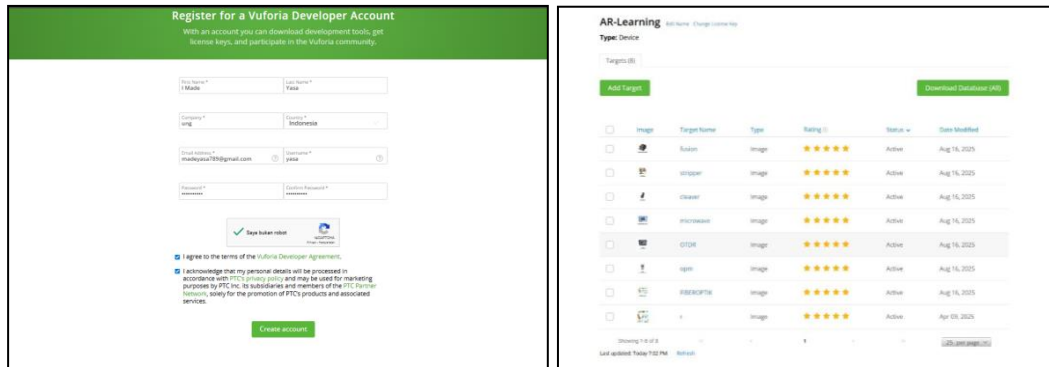 Register for a Vuforia Developer Account
With an account you can download development tools, get
license keys, and participate in the Vuforia community.
First Name *
I Made
Last Name *
Yasa
Company *
ung
Country *
Indonesia
Email Address *
madeyasa789@gmail.com
Username *
yasa
Password *
Confirm Password *
Saya bukan robot
reCAPTCHA
I agree to the terms of the Vuforia Developer Agreement.
I acknowledge that my personal details will be processed in
accordance with PTC's privacy policy and may be used for marketing
purposes by PTC Inc. its subsidiaries and members of the PTC Partner
Network, solely for the promotion of PTC's products and associated
services.
Create account
AR-Learning Edit Name
Type: Device
Targets (8)
Add Target
Download Database (All)
Image Target Name Type Rating Status Date Modified
fusion Image Active Aug 16, 2025
stripper Image Active Aug 16, 2025
cleaver Image Active Aug 16, 2025
microwave Image Active Aug 16, 2025
OTDR Image Active Aug 16, 2025
opm Image Active Aug 16, 2025
FIBEROPTIK Image Active Aug 16, 2025
Image Active Apr 09, 2025
Showing 1-8 of 8
1
25 per page
Last updated: Today 7:02 PM Refresh